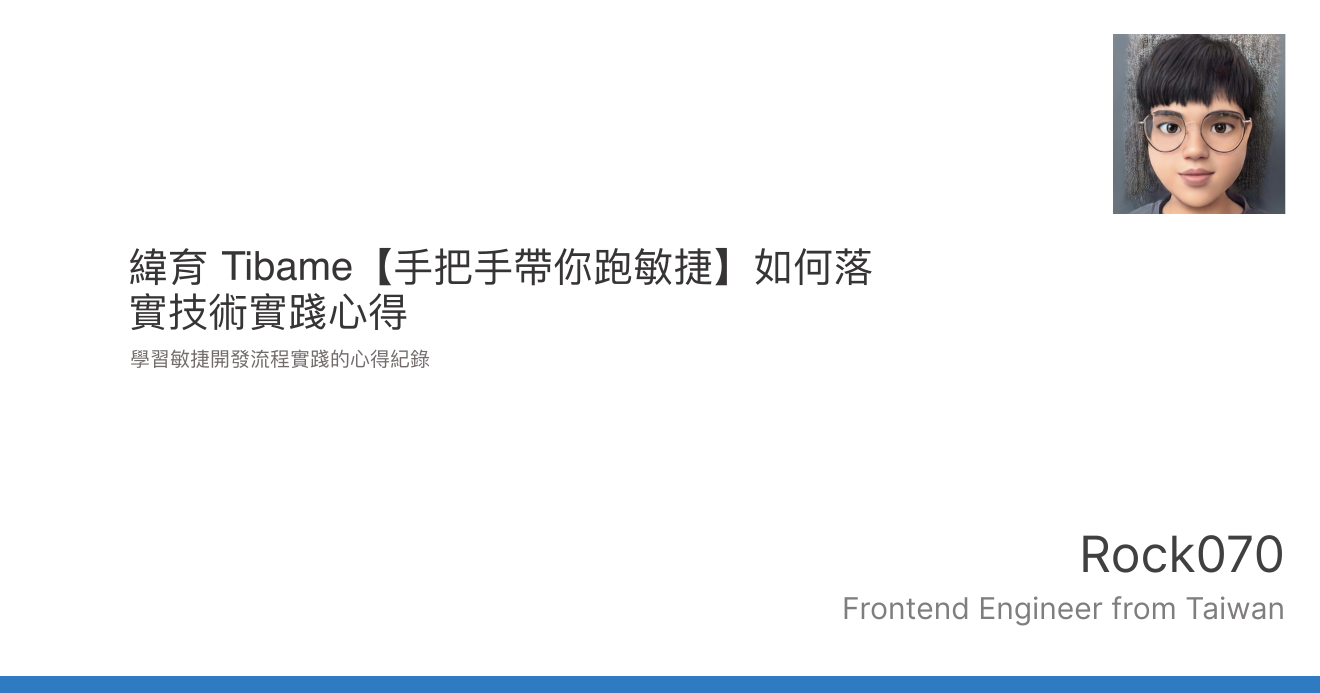 緯育 Tibame【手把手帶你跑敏捷】如何落
實技術實踐心得
學習敏捷開發流程實踐的心得紀錄
Rock070
Frontend Engineer from Taiwan